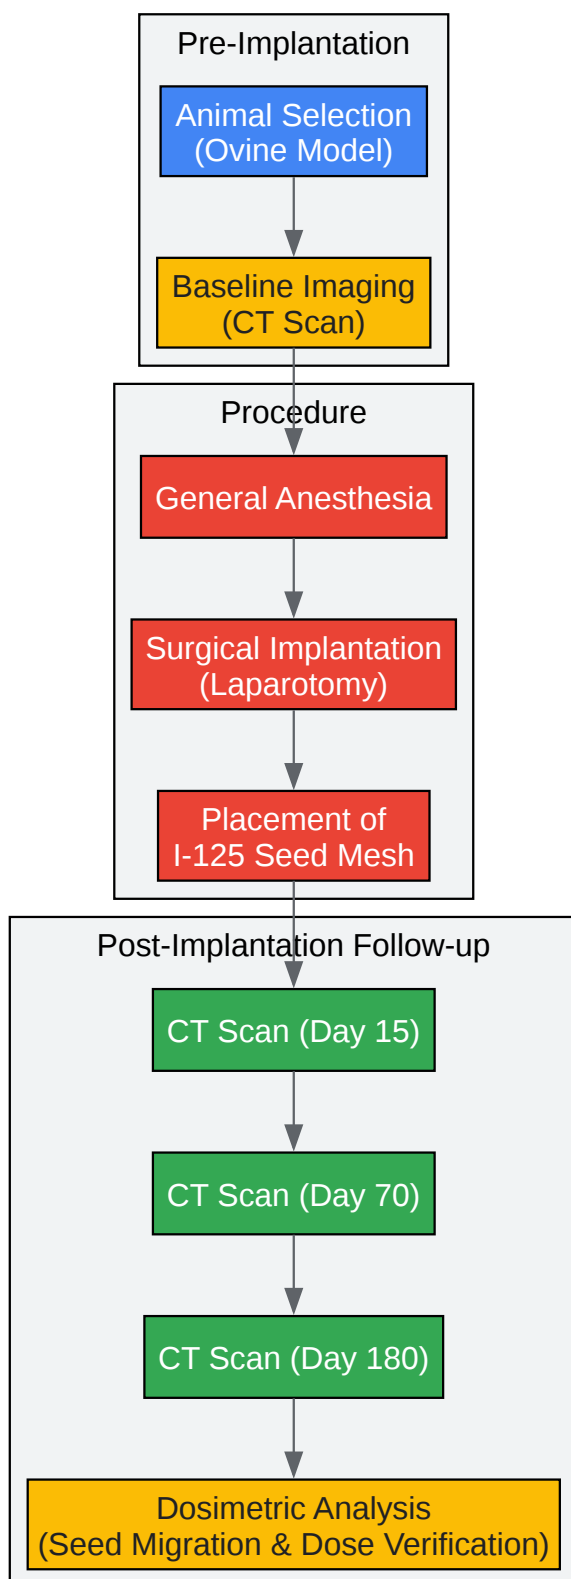 Pre-Implantation
Animal Selection
(Ovine Model)
Baseline Imaging
(CT Scan)
Procedure
General Anesthesia
Surgical Implantation
(Laparotomy)
Placement of
I-125 Seed Mesh
Post-Implantation Follow-up
CT Scan (Day 15)
CT Scan (Day 70)
CT Scan (Day 180)
Dosimetric Analysis
(Seed Migration & Dose Verification)